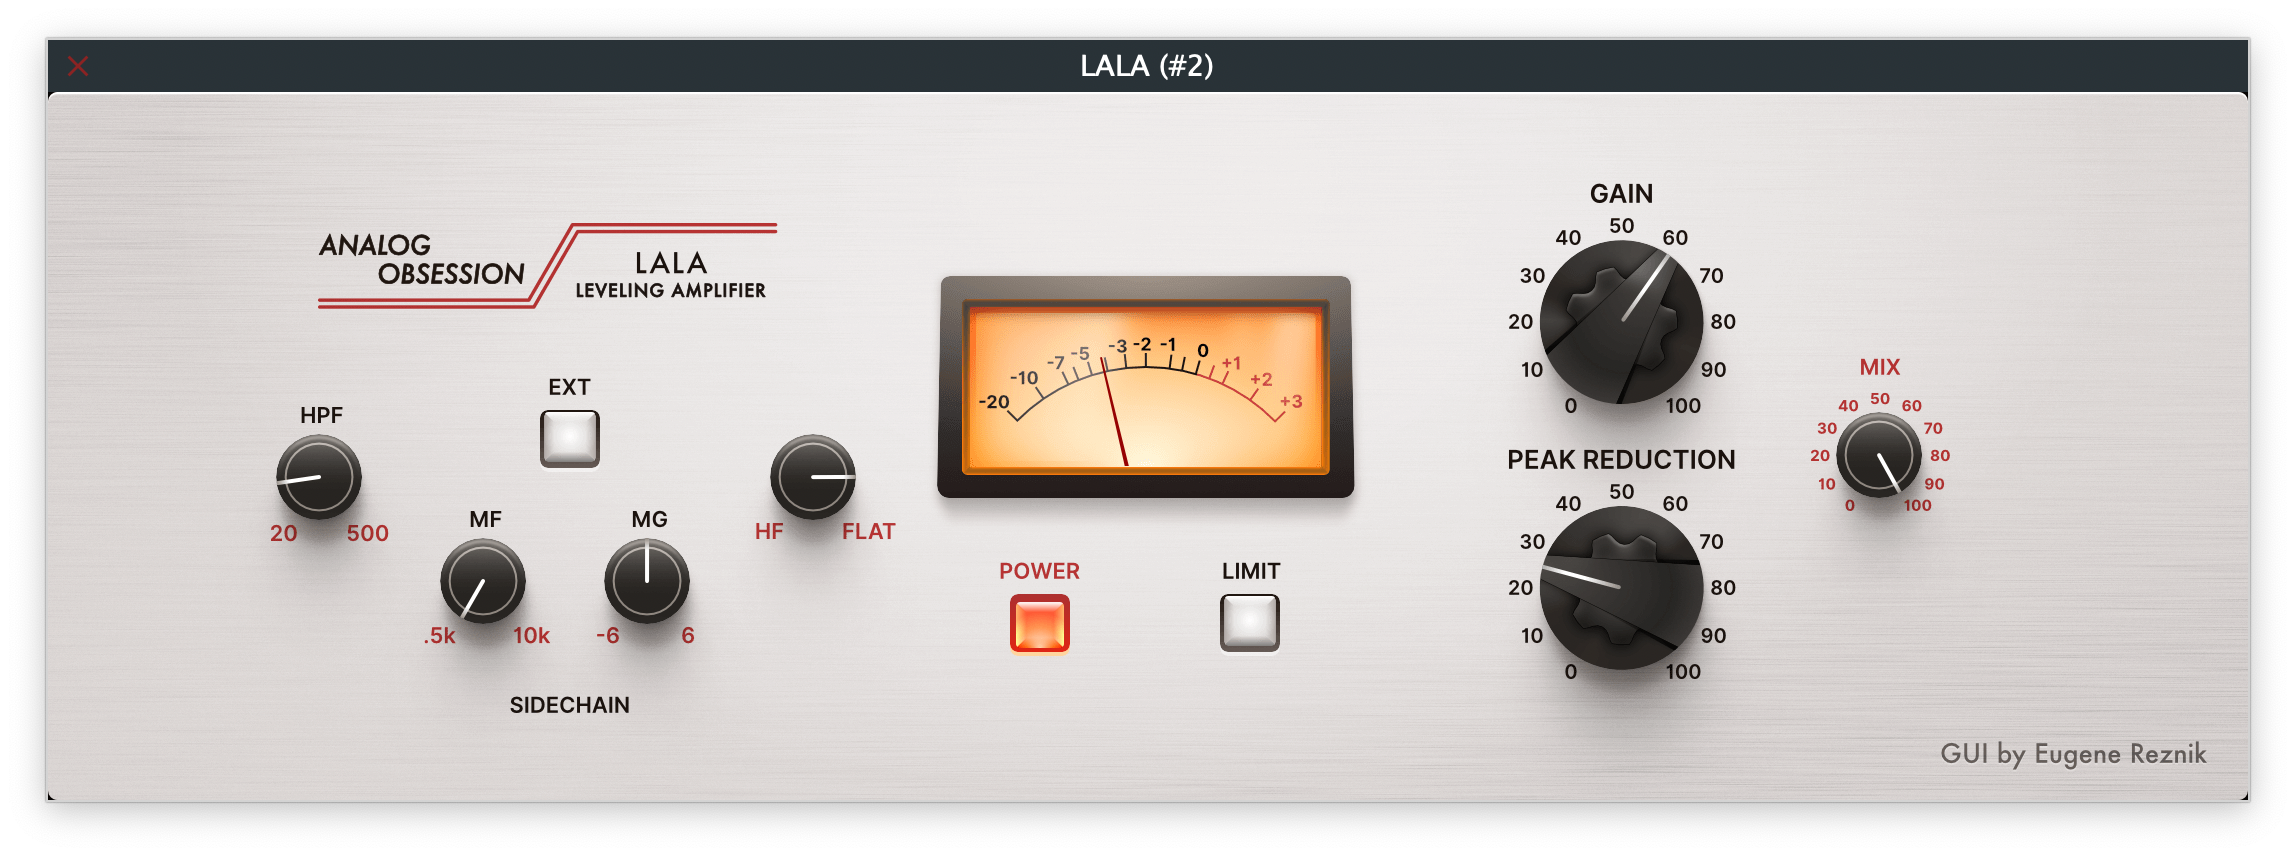 LALA (#2)
ANALOG
OBSESSION
LALA
LEVELING AMPLIFIER
HPF
20 500
EXT
MF
.5k 10k
MG
-6 6
HF FLAT
SIDECHAIN
-20 -10 -7 -5 -3 -2 -1 0 +1 +2 +3
POWER
LIMIT
GAIN
0 10 20 30 40 50 60 70 80 90 100
PEAK REDUCTION
0 10 20 30 40 50 60 70 80 90 100
MIX
0 10 20 30 40 50 60 70 80 90 100
GUI by Eugene Reznik